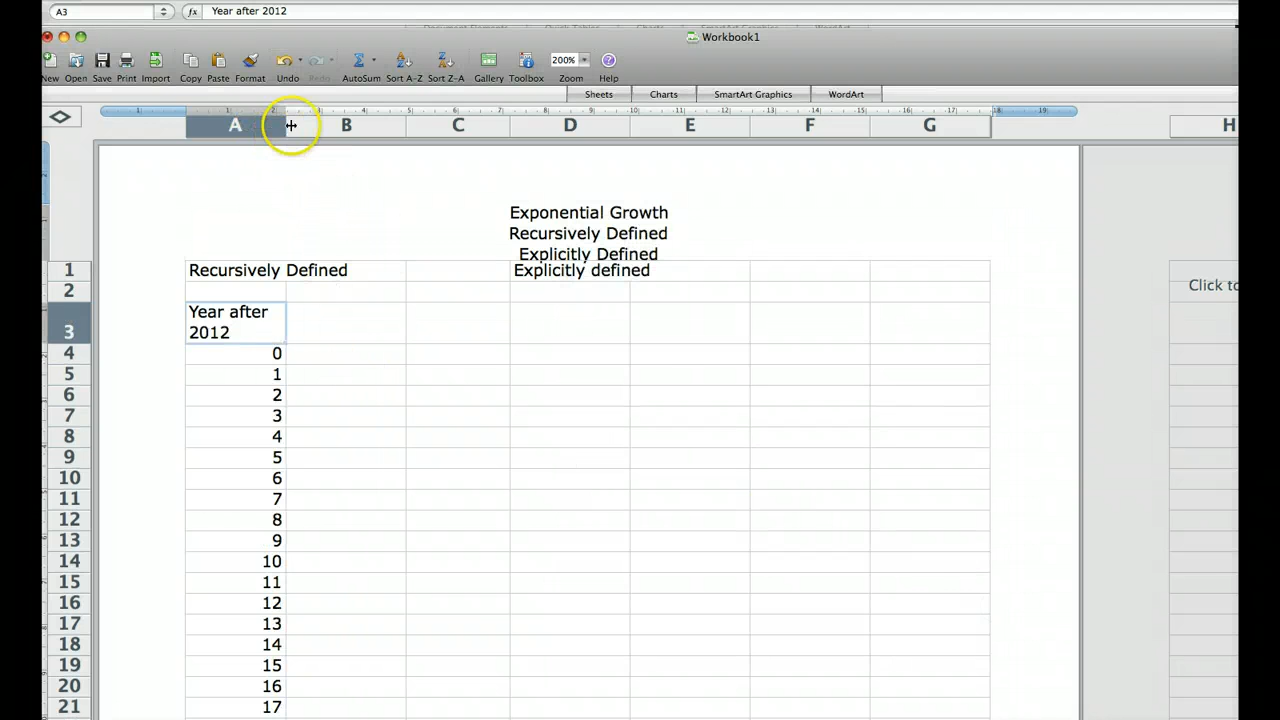 A3 fx Year after 2012
Workbook1
New Open Save Print Import Copy Paste Format Undo Redo AutoSum Sort A-Z Sort Z-A Gallery Toolbox 200% Zoom Help
Sheets Charts SmartArt Graphics WordArt
A B C D E F G H
Exponential Growth
Recursively Defined
Explicitly Defined
1 Recursively Defined Explicitly defined
2 Click to
3 Year after 2012
4 0
5 1
6 2
7 3
8 4
9 5
10 6
11 7
12 8
13 9
14 10
15 11
16 12
17 13
18 14
19 15
20 16
21 17